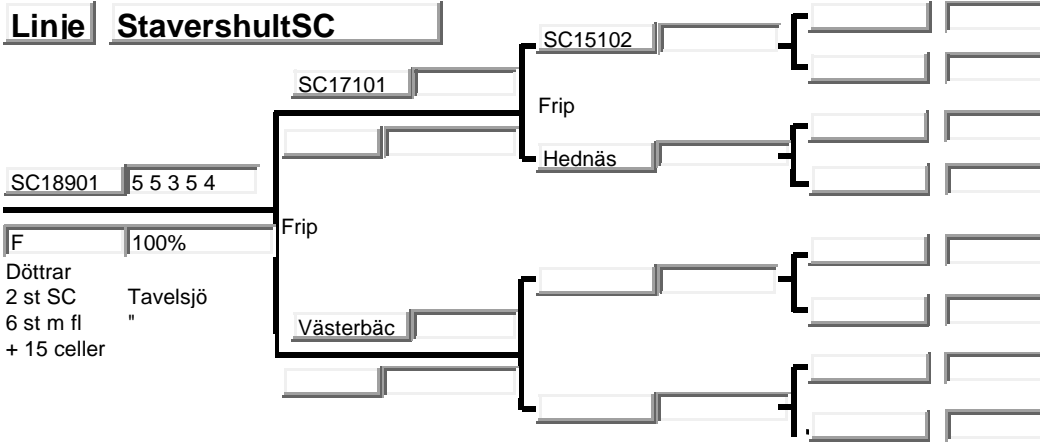 Linje StavershultSC
SC15102
SC17101
Frip
Hednäs
SC18901 5 5 3 5 4
Frip
F 100%
Döttrar
2 st SC Tavelsjö
6 st m fl "
+ 15 celler
Västerbäc